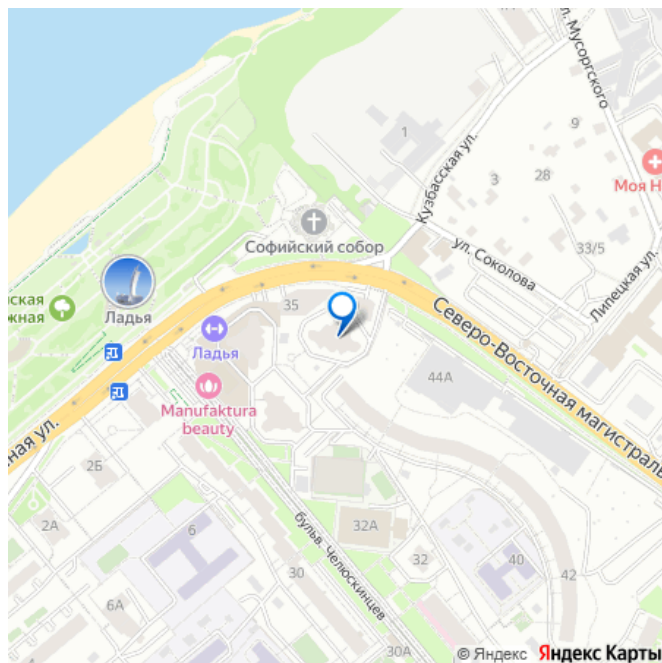 л. Мусоргского
1
9
Кузбасская ул.
3
28
Моя Н
Софийский собор
ул. Соколова
33/5
Липецкая ул.
нская
жная
Ладья
35
Ладья
Северо-Восточная магистраль
44А
Manufaktura
beauty
ная ул.
2Б
2А
6
32А
бульв. Челюскинцев
32
40
30
42
6А
30А
© Яндекс Яндекс Карты